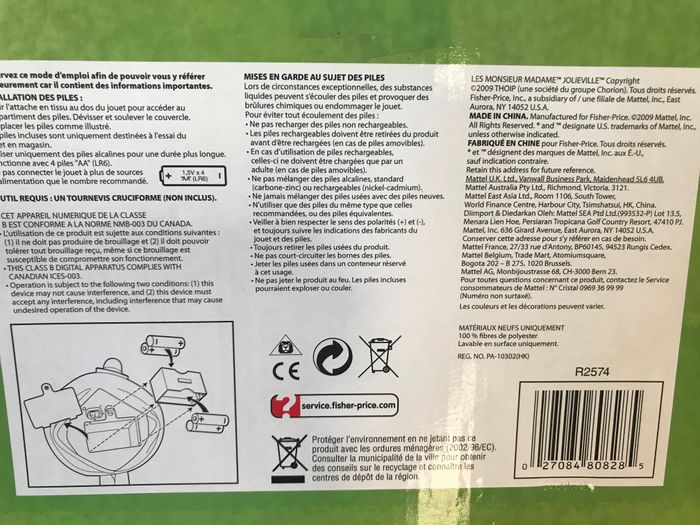 rvez ce mode d'emploi afin de pouvoir vous y référer
eurement car il contient des informations importantes.
ALLATION DES PILES :
ir l'attache en tissu au dos du jouet pour accéder au
partiment des piles. Dévisser et soulever le couvercle.
placer les piles comme illustré.
piles incluses sont uniquement destinées à l'essai du
et en magasin.
iser uniquement des piles alcalines pour une durée plus longue.
nctionne avec 4 piles "AA" (LR6).
pas connecter le jouet à plus de sources
alimentation que le nombre recommandé.
1,5V x 4
"AA" (LR6)
UTIL REQUIS : UN TOURNEVIS CRUCIFORME (NON INCLUS).
CET APPAREIL NUMERIQUE DE LA CLASSE
B EST CONFORME A LA NORME NMB-003 DU CANADA.
• L'utilisation de ce produit est sujette aux conditions suivantes :
(1) il ne doit pas produire de brouillage et (2) il doit pouvoir
tolérer tout brouillage reçu, même si ce brouillage est
susceptible de compromettre son fonctionnement.
• THIS CLASS B DIGITAL APPARATUS COMPLIES WITH
CANADIAN ICES-003.
• Operation is subject to the following two conditions: (1) this
device may not cause interference, and (2) this device must
accept any interference, including interference that may cause
undesired operation of the device.
MISES EN GARDE AU SUJET DES PILES
Lors de circonstances exceptionnelles, des substances
liquides peuvent s'écouler des piles et provoquer des
brûlures chimiques ou endommager le jouet.
Pour éviter tout écoulement des piles :
• Ne pas recharger des piles non rechargeables.
• Les piles rechargeables doivent être retirées du produit
avant d'être rechargées (en cas de piles amovibles).
• En cas d'utilisation de piles rechargeables,
celles-ci ne doivent être chargées que par un
adulte (en cas de piles amovibles).
• Ne pas mélanger des piles alcalines, standard
(carbone-zinc) ou rechargeables (nickel-cadmium).
• Ne jamais mélanger des piles usées avec des piles neuves.
• N'utiliser que des piles du même type que celles
recommandées, ou des piles équivalentes.
• Veiller à bien respecter le sens des polarités (+) et (-),
et toujours suivre les indications des fabricants du
jouet et des piles.
• Toujours retirer les piles usées du produit.
• Ne pas court-circuiter les bornes des piles.
• Jeter les piles usées dans un conteneur réservé
à cet usage.
• Ne pas jeter le produit au feu. Les piles incluses
pourraient exploser ou couler.
CE
? service.fisher-price.com
Protéger l'environnement en ne jetant pas ce
produit avec les ordures ménagères (2002/96/EC).
Consulter la municipalité de la ville pour obtenir
des conseils sur le recyclage et connaître les
centres de dépôt de la région.
LES MONSIEUR MADAME™ JOLIEVILLE™ Copyright
©2009 THOIP (une société du groupe Chorion). Tous droits réservés.
Fisher-Price, Inc., a subsidiary of / une filiale de Mattel, Inc., East
Aurora, NY 14052 U.S.A.
MADE IN CHINA. Manufactured for Fisher-Price. ©2009 Mattel, Inc.
All Rights Reserved. * and ™ designate U.S. trademarks of Mattel, Inc.
unless otherwise indicated.
FABRIQUÉ EN CHINE pour Fisher-Price. Tous droits réservés.
* et ™ désignent des marques de Mattel, Inc. aux É.-U.,
sauf indication contraire.
Retain this address for future reference.
Mattel U.K. Ltd., Vanwall Business Park, Maidenhead SL6 4UB.
Mattel Australia Pty Ltd., Richmond, Victoria. 3121.
Mattel East Asia Ltd., Room 1106, South Tower,
World Finance Centre, Harbour City, Tsimshatsui, HK, China.
Diimport & Diedarkan Oleh: Mattel SEA Ptd Ltd.(993532-P) Lot 13.5,
Menara Lien Hoe, Persiaran Tropicana Golf Country Resort, 47410 PJ.
Mattel, Inc. 636 Girard Avenue, East Aurora, NY 14052 U.S.A.
Conserver cette adresse pour s'y référer en cas de besoin.
Mattel France, 27/33 rue d'Antony, BP60145, 94523 Rungis Cedex.
Mattel Belgium, Trade Mart, Atomiumsquare,
Bogota 202 – B 275, 1020 Brussels.
Mattel AG, Monbijoustrasse 68, CH-3000 Bern 23.
Pour toutes questions concernant ce produit, contactez le Service
consommateurs de Mattel : N° Cristal 0969 36 99 99
(Numéro non surtaxé).
Les couleurs et les décorations peuvent varier.
MATÉRIAUX NEUFS UNIQUEMENT
100 % fibres de polyester
Lavable en surface uniquement.
REG. NO. PA-10302(HK)
R2574
0 27084 80828 5